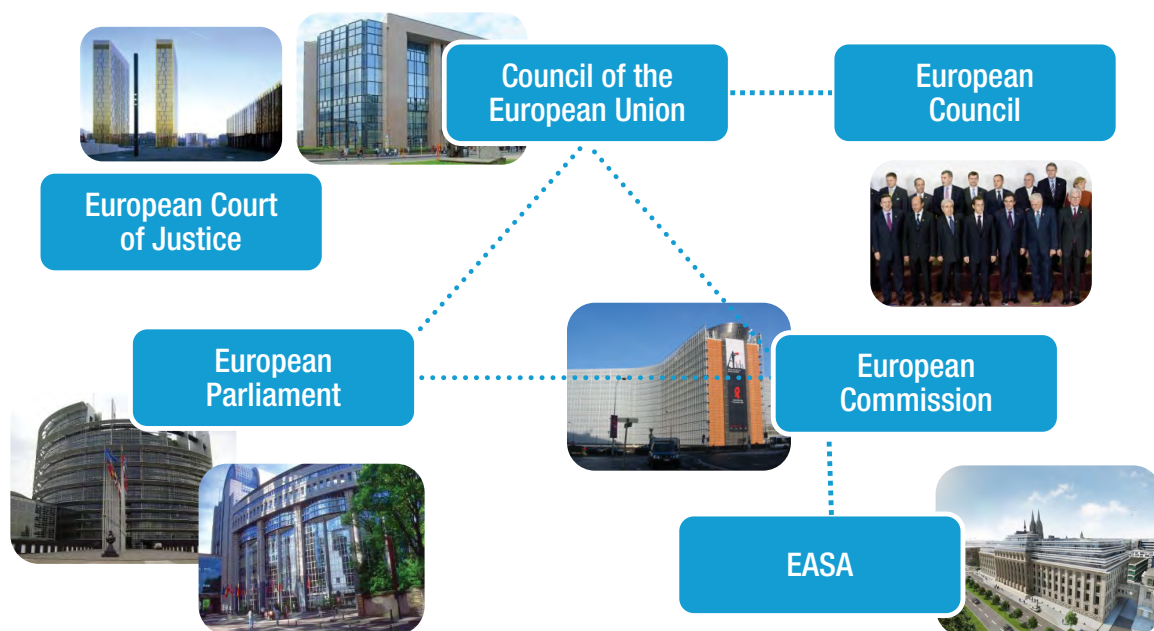 Council of the
European Union
European
Council
European Court
of Justice
European
Parliament
European
Commission
EASA